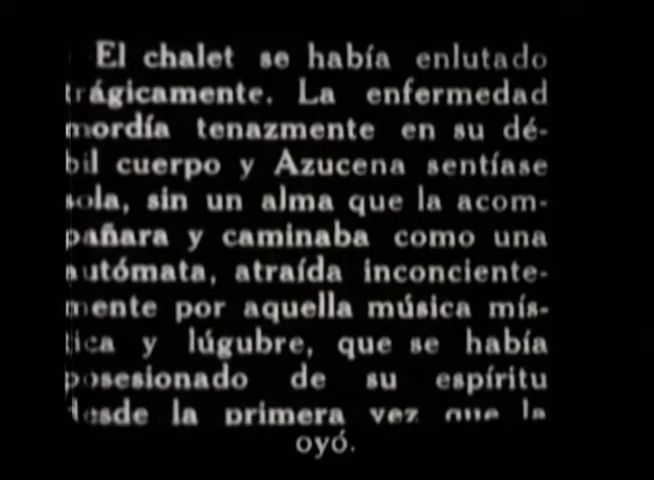 El chalet se había enlutado
trágicamente. La enfermedad
mordía tenazmente en su dé-
bil cuerpo y Azucena sentíase
sola, sin un alma que la acom-
pañara y caminaba como una
autómata, atraída inconciente-
mente por aquella música mís-
tica y lúgubre, que se había
posesionado de su espíritu
desde la primera vez que la
oyó.